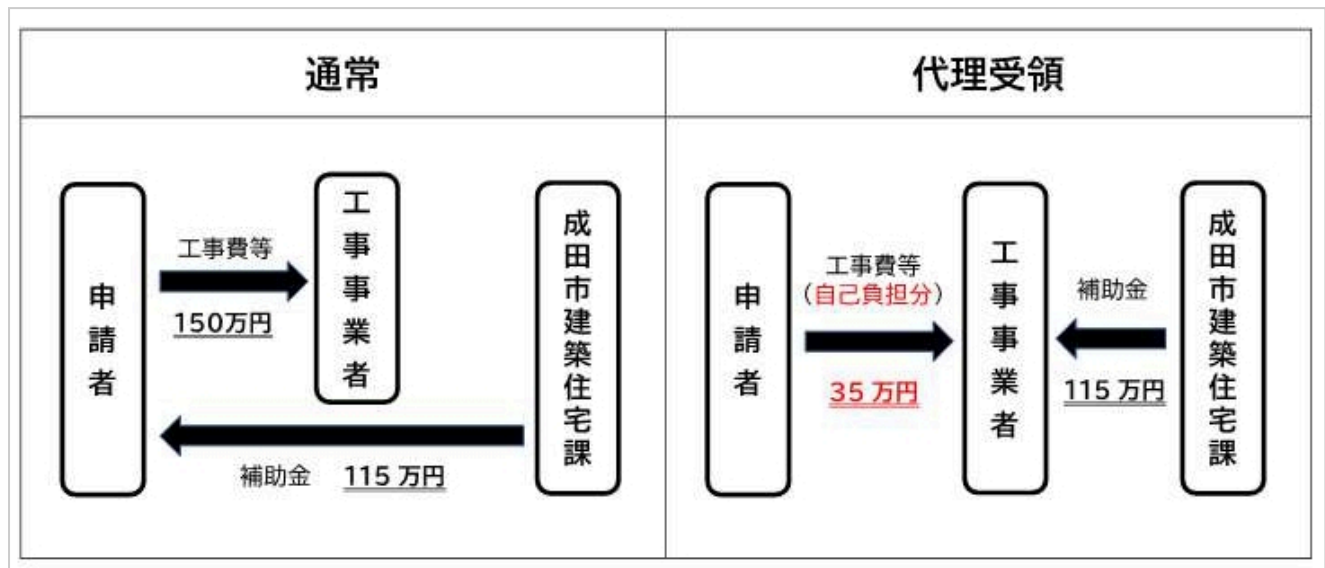 通常
申請者
工事費等
150万円
工事事業者
補助金 115万円
成田市建築住宅課
代理受領
申請者
工事費等
(自己負担分)
35万円
工事事業者
補助金
115万円
成田市建築住宅課